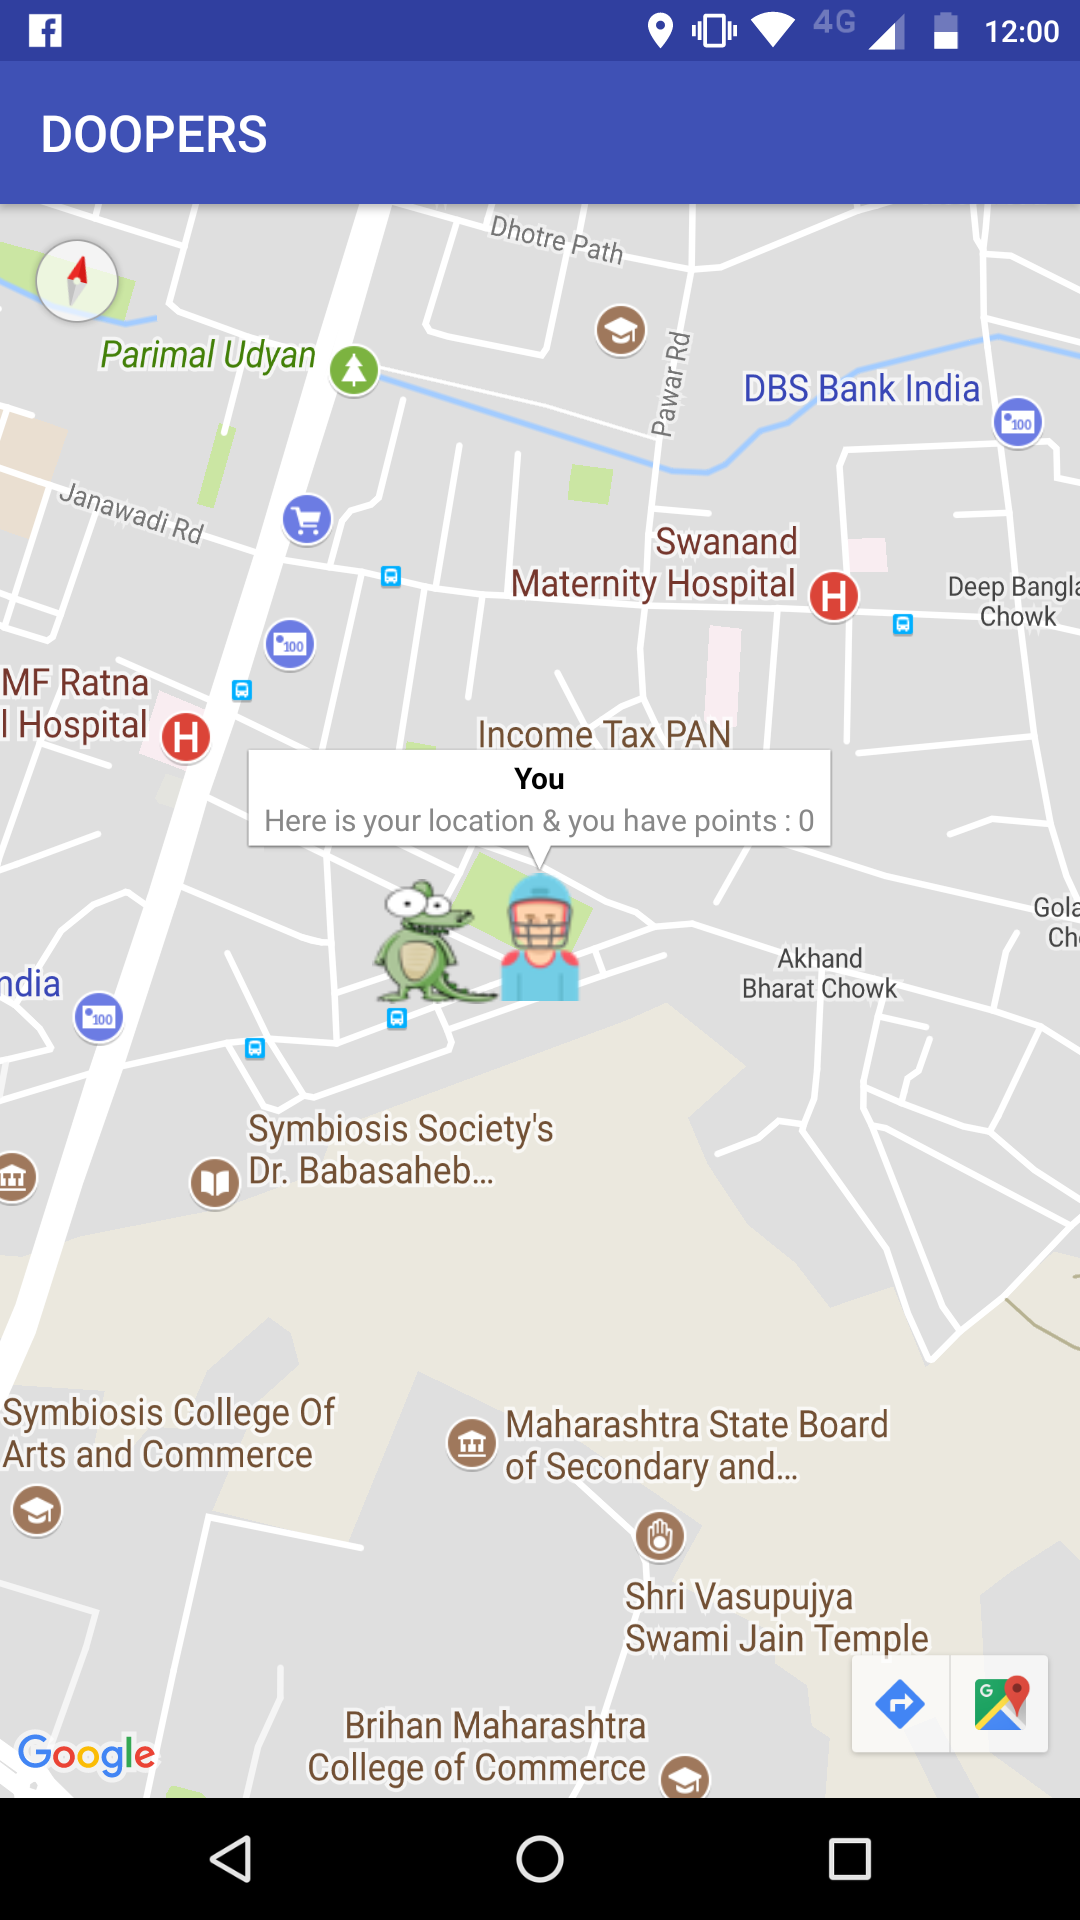 4G
12:00
DOOPERS
Dhotre Path
Pawar Rd
Parimal Udyan
DBS Bank India
100
Janawadi Rd
Swanand
Maternity Hospital
Deep Bangla
Chowk
100
MF Ratna
l Hospital
Income Tax PAN
You
Here is your location & you have points : 0
Gola
Ch
Akhand
Bharat Chowk
ndia
100
Symbiosis Society's
Dr. Babasaheb...
Symbiosis College Of
Arts and Commerce
Maharashtra State Board
of Secondary and...
Shri Vasupujya
Swami Jain Temple
Brihan Maharashtra
College of Commerce
Google